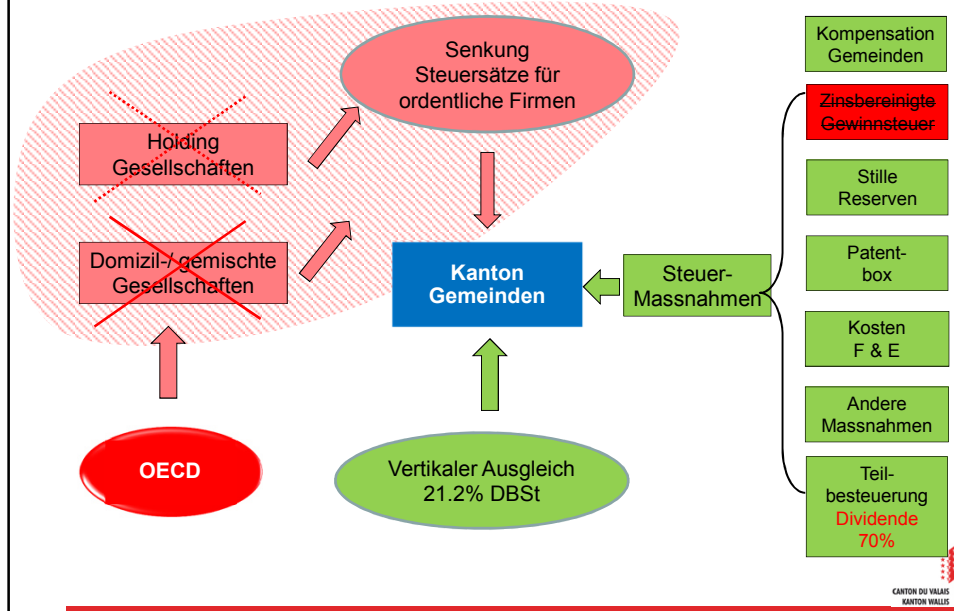 Senkung
Steuersätze für
ordentliche Firmen
Holding
Gesellschaften
Domizil-/ gemischte
Gesellschaften
OECD
Kanton
Gemeinden
Vertikaler Ausgleich
21.2% DBSt
Steuer-
Massnahmen
Kompensation
Gemeinden
Zinsbereinigte
Gewinnsteuer
Stille
Reserven
Patent-
box
Kosten
F & E
Andere
Massnahmen
Teil-
besteuerung
Dividende
70%
CANTON DU VALAIS
KANTON WALLIS